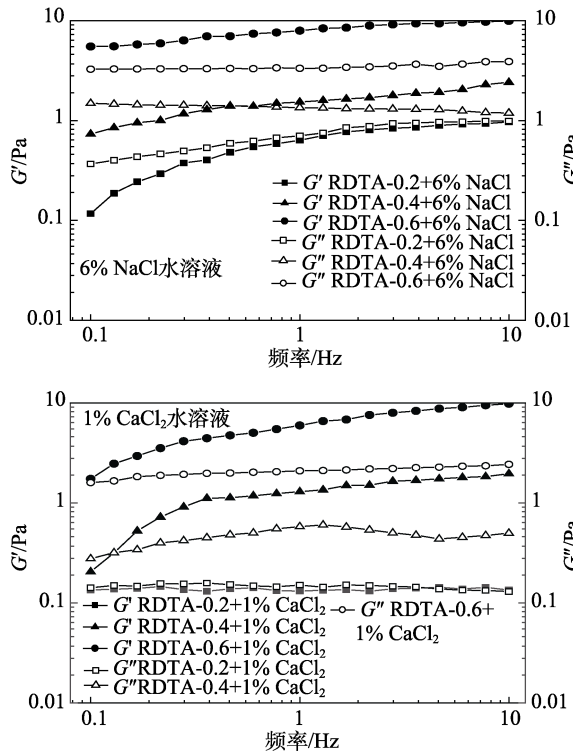 10
10
1
1
G′/Pa
G″/Pa
0.1
0.1
0.01
0.01
G′ RDTA-0.2+6% NaCl
G′ RDTA-0.4+6% NaCl
G′ RDTA-0.6+6% NaCl
G″ RDTA-0.2+6% NaCl
G″ RDTA-0.4+6% NaCl
G″ RDTA-0.6+6% NaCl
6% NaCl水溶液
0.1 1 10
频率/Hz
10
10
1% CaCl₂水溶液
1
1
G′/Pa
G″/Pa
0.1
0.1
0.01
0.01
G′ RDTA-0.2+1% CaCl₂
G′ RDTA-0.4+1% CaCl₂
G′ RDTA-0.6+1% CaCl₂
G″RDTA-0.2+1% CaCl₂
G″RDTA-0.4+1% CaCl₂
G″ RDTA-0.6+
1% CaCl₂
0.1 1 10
频率/Hz